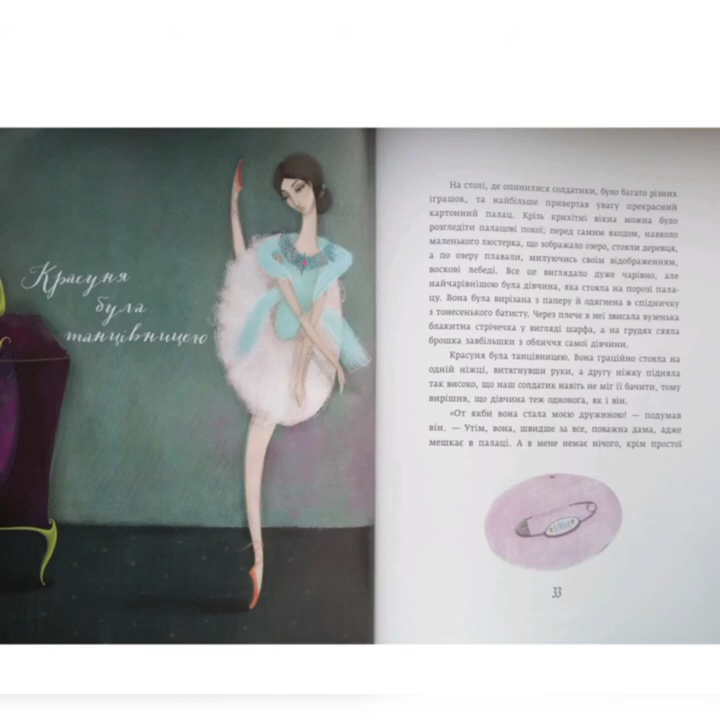 Красуня
була
танцівницею
На столі, де опинилися солдатики, було багато різних
іграшок, та найбільше привертав увагу прекрасний
картонний палац. Крізь крихітні вікна можна було
розгледіти палацові покої; перед самим входом, навколо
маленького люстерка, що зображало озеро, стояли деревця,
а по озеру плавали, милуючись своїм відображенням,
воскові лебеді. Все це виглядало дуже чарівно, але
найчарівнішою була дівчина, яка стояла на порозі пала-
цу. Вона була вирізана з паперу й одягнена в спідничку
з тонесенького батисту. Через плече в неї звисала вузенька
блакитна стрічечка у вигляді шарфа, а на грудях сяяла
брошка завбільшки з обличчя самої дівчини.
Красуня була танцівницею. Вона граційно стояла на
одній ніжці, витягнувши руки, а другу ніжку підняла
так високо, що наш солдатик навіть не міг її бачити, тому
вирішив, що дівчина теж однонога, як і він.
«От якби вона стала моєю дружиною! — подумав
він. — Утім, вона, швидше за все, поважна дама, адже
мешкає в палаці. А в мене немає нічого, крім простої
33